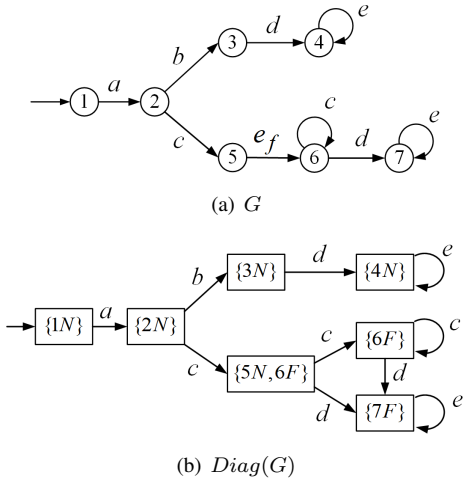 e
3 d 4
b
a
1 2
c c e
e_f d
5 6 7
(a) G
d e
{3N} {4N}
b
a
{1N} {2N}
c c {6F} c
{5N,6F} d
d {7F} e
(b) Diag(G)